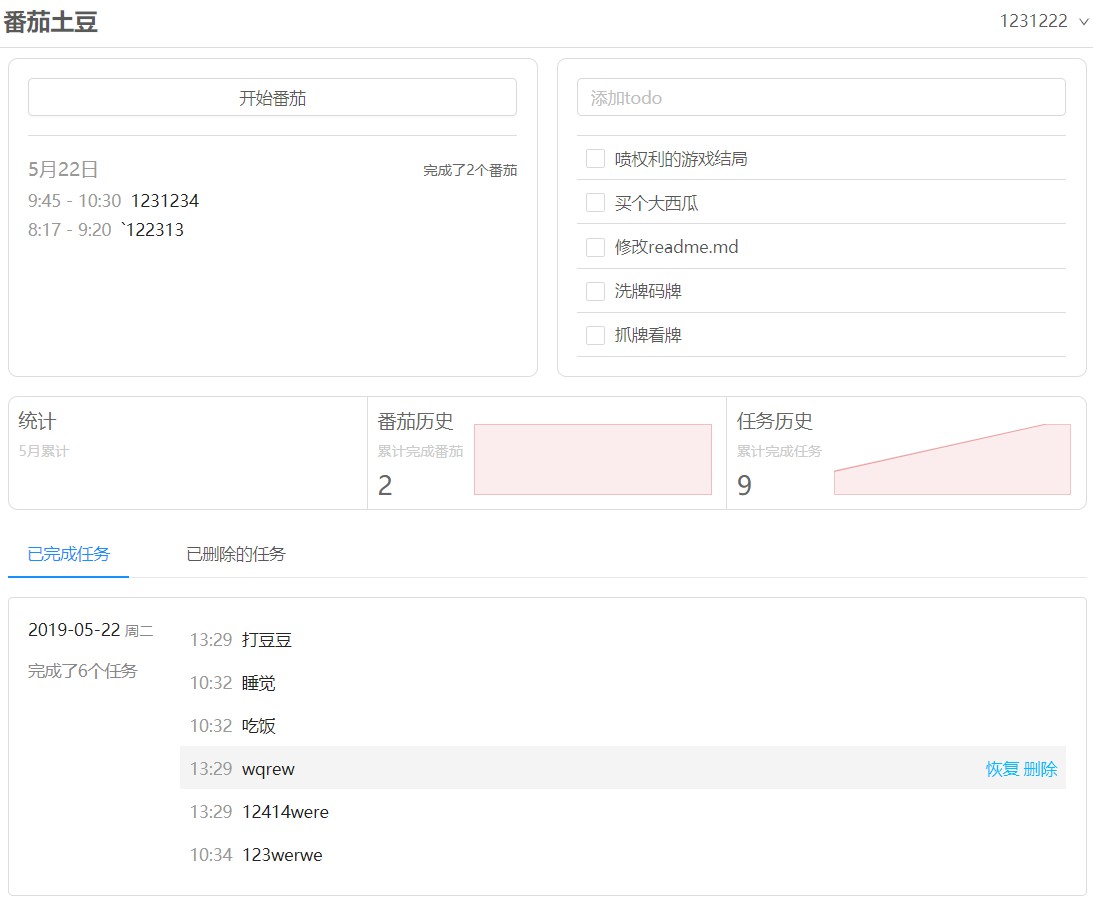 番茄土豆
1231222
开始番茄
5月22日 完成了2个番茄
9:45 - 10:30 1231234
8:17 - 9:20 `122313
添加todo
喷权利的游戏结局
买个大西瓜
修改readme.md
洗牌码牌
抓牌看牌
统计
5月累计
番茄历史
累计完成番茄
2
任务历史
累计完成任务
9
已完成任务 已删除的任务
2019-05-22 周二
完成了6个任务
13:29 打豆豆
10:32 睡觉
10:32 吃饭
13:29 wqrew 恢复 删除
13:29 12414were
10:34 123werwe